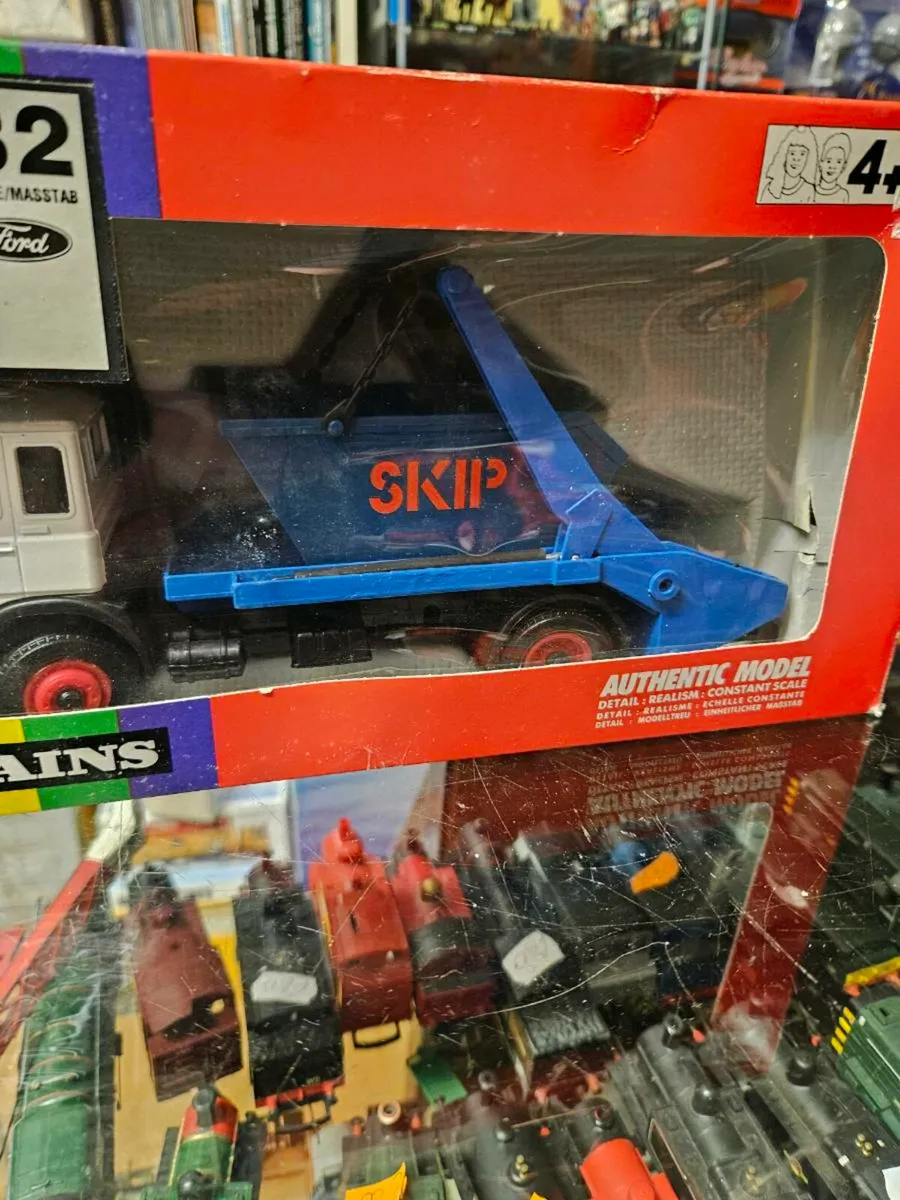 32
E/MASSTAB
Ford
4+
SKIP
AUTHENTIC MODEL
DETAIL : REALISM : CONSTANT SCALE
DETAIL : REALISME : ECHELLE CONSTANTE
DETAIL : MODELLTREU : EINHEITLICHER MAßSTAB
AINS